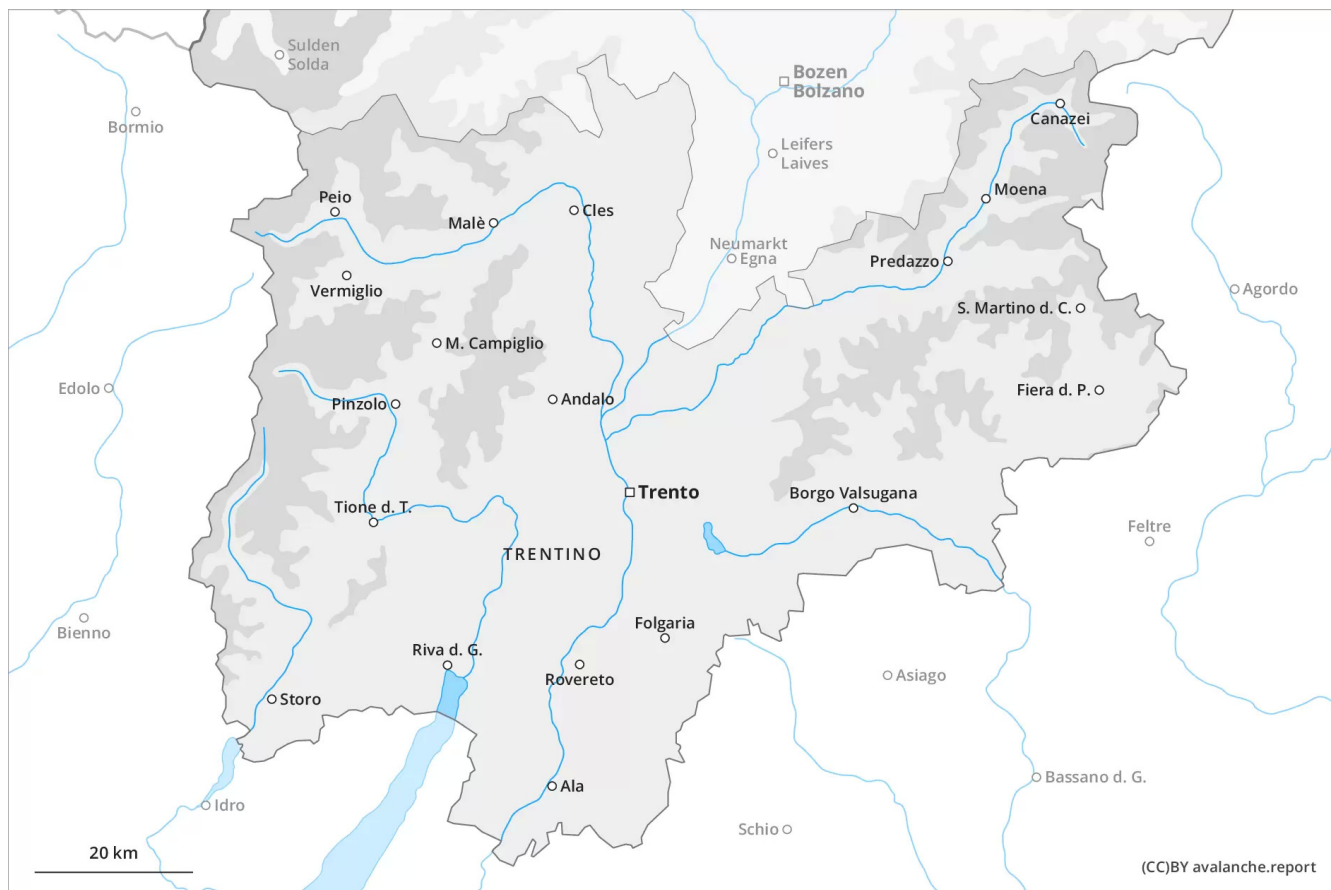 Sulden
Solda
Bozen
Bolzano
Bormio
Canazei
Leifers
Laives
Peio
Moena
Malè
Cles
Neumarkt
Egna
Predazzo
Vermiglio
Agordo
S. Martino d. C.
M. Campiglio
Edolo
Fiera d. P.
Pinzolo
Andalo
Trento
Borgo Valsugana
Tione d. T.
Feltre
TRENTINO
Bienno
Folgaria
Riva d. G.
Rovereto
Asiago
Storo
Bassano d. G.
Ala
Idro
Schio
20 km
(CC)BY avalanche.report